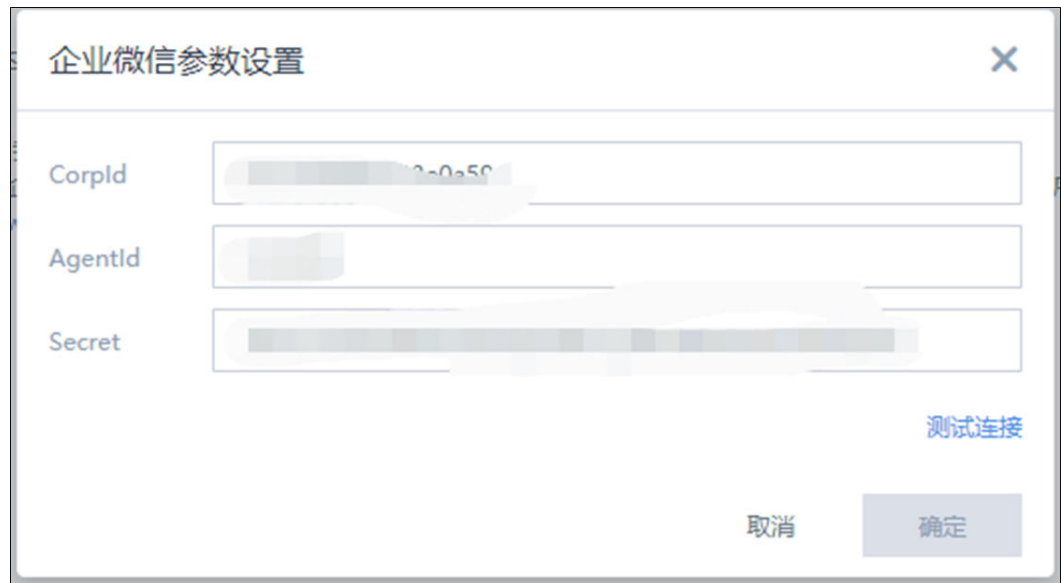 企业微信参数设置
CorpId
AgentId
Secret
测试连接
取消
确定